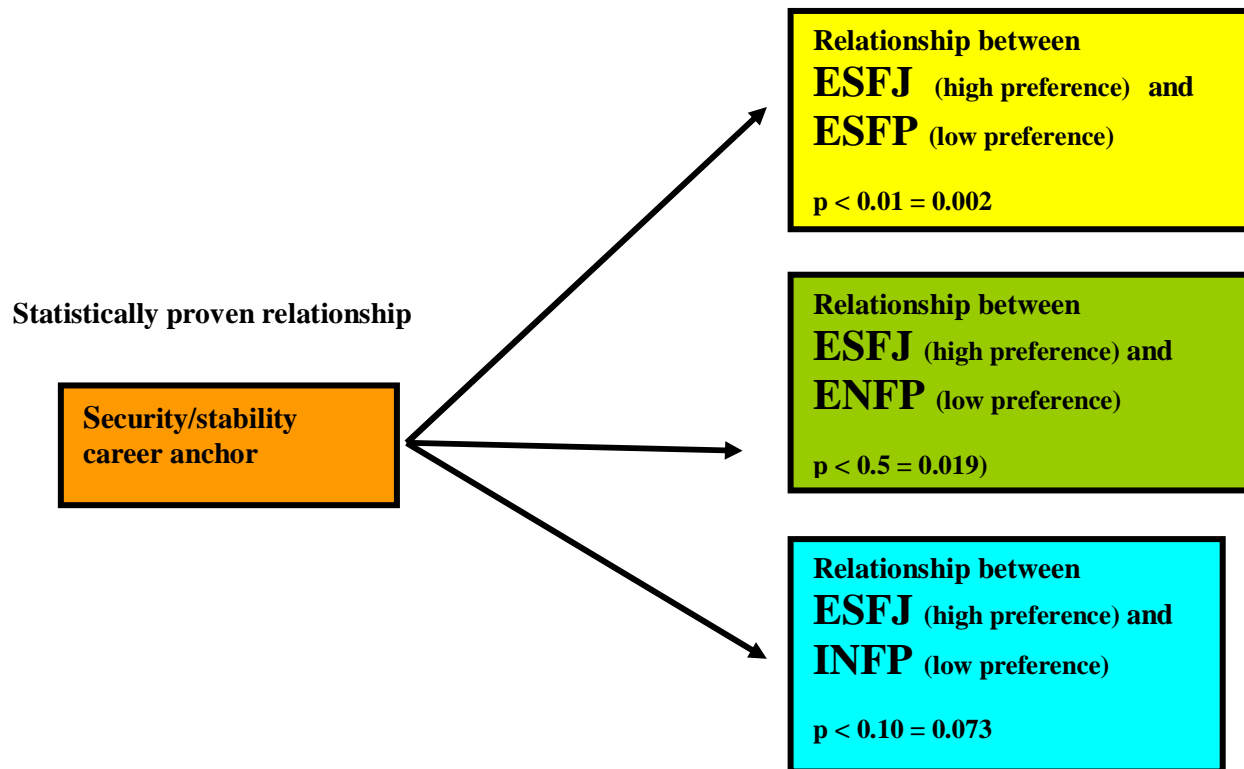 Statistically proven relationship
Security/stability
career anchor
Relationship between
ESFJ (high preference) and
ESFP (low preference)
p < 0.01 = 0.002
Relationship between
ESFJ (high preference) and
ENFP (low preference)
p < 0.5 = 0.019)
Relationship between
ESFJ (high preference) and
INFP (low preference)
p < 0.10 = 0.073